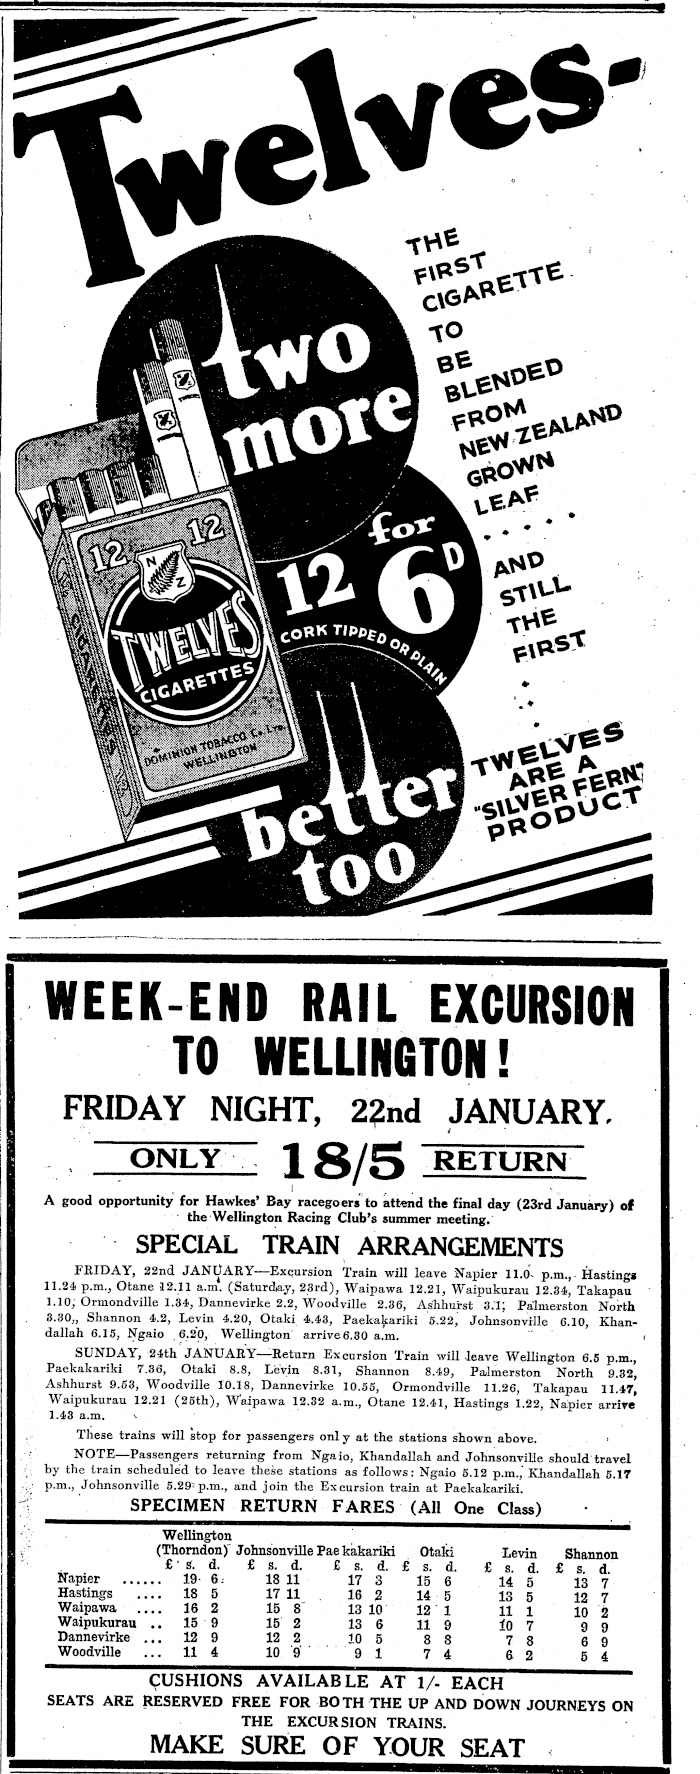 Twelves-
two
more
THE
FIRST
CIGARETTE
TO
BE
BLENDED
FROM
NEW ZEALAND
GROWN
LEAF
. . . . .
AND
STILL
THE
FIRST
12 12
N Z
TWELVES
CIGARETTES
DOMINION TOBACCO Co. LTD.
WELLINGTON
CIGARETTES
12 for 6D
CORK TIPPED OR PLAIN
better
too
TWELVES
ARE A
"SILVER FERN"
PRODUCT
WEEK-END RAIL EXCURSION
TO WELLINGTON!
FRIDAY NIGHT, 22nd JANUARY.
ONLY 18/5 RETURN
A good opportunity for Hawkes' Bay racegoers to attend the final day (23rd January) of
the Wellington Racing Club's summer meeting.
SPECIAL TRAIN ARRANGEMENTS
FRIDAY, 22nd JANUARY—Excursion Train will leave Napier 11.0 p.m., Hastings
11.24 p.m., Otane 12.11 a.m. (Saturday, 23rd), Waipawa 12.21, Waipukurau 12.34, Takapau
1.10, Ormondville 1.34, Dannevirke 2.2, Woodville 2.36, Ashhurst 3.1, Palmerston North
3.30,, Shannon 4.2, Levin 4.20, Otaki 4.43, Paekakariki 5.22, Johnsonville 6.10, Khan-
dallah 6.15, Ngaio 6.20, Wellington arrive 6.30 a.m.
SUNDAY, 24th JANUARY—Return Excursion Train will leave Wellington 6.5 p.m.,
Paekakariki 7.36, Otaki 8.8, Levin 8.31, Shannon 8.49, Palmerston North 9.32,
Ashhurst 9.53, Woodville 10.18, Dannevirke 10.55, Ormondville 11.26, Takapau 11.47,
Waipukurau 12.21 (25th), Waipawa 12.32 a.m., Otane 12.41, Hastings 1.22, Napier arrive
1.43 a.m.
These trains will stop for passengers only at the stations shown above.
NOTE—Passengers returning from Ngaio, Khandallah and Johnsonville should travel
by the train scheduled to leave these stations as follows: Ngaio 5.12 p.m., Khandallah 5.17
p.m., Johnsonville 5.29 p.m., and join the Excursion train at Paekakariki.
SPECIMEN RETURN FARES (All One Class)
Wellington
(Thorndon) Johnsonville Paekakariki Otaki Levin Shannon
£ s. d. £ s. d. £ s. d. £ s. d. £ s. d. £ s. d.
Napier ...... 19 6 18 11 17 3 15 6 14 5 13 7
Hastings .... 18 5 17 11 16 2 14 5 13 5 12 7
Waipawa .... 16 2 15 8 13 10 12 1 11 1 10 2
Waipukurau .. 15 9 15 2 13 6 11 9 10 7 9 9
Dannevirke ... 12 9 12 2 10 5 8 8 7 8 6 9
Woodville ... 11 4 10 9 9 1 7 4 6 2 5 4
CUSHIONS AVAILABLE AT 1/- EACH
SEATS ARE RESERVED FREE FOR BOTH THE UP AND DOWN JOURNEYS ON
THE EXCURSION TRAINS.
MAKE SURE OF YOUR SEAT